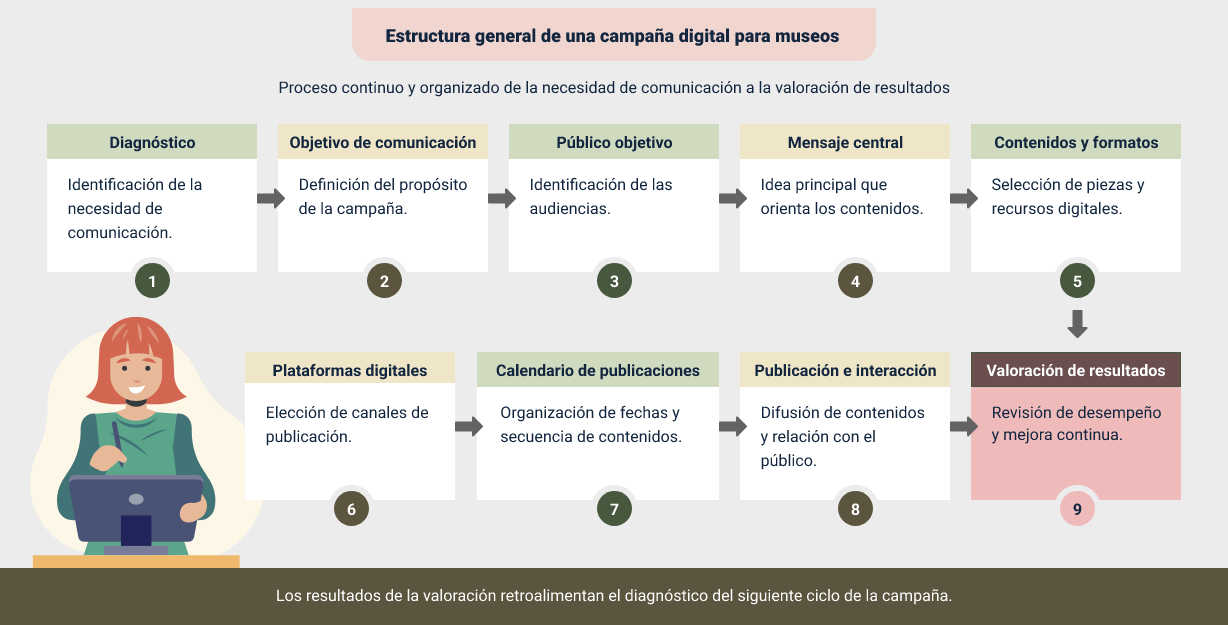 Estructura general de una campaña digital para museos
Proceso continuo y organizado de la necesidad de comunicación a la valoración de resultados
Diagnóstico
Identificación de la
necesidad de
comunicación.
1
Objetivo de comunicación
Definición del propósito
de la campaña.
2
Público objetivo
Identificación de las
audiencias.
3
Mensaje central
Idea principal que
orienta los contenidos.
4
Contenidos y formatos
Selección de piezas y
recursos digitales.
5
Plataformas digitales
Elección de canales de
publicación.
6
Calendario de publicaciones
Organización de fechas y
secuencia de contenidos.
7
Publicación e interacción
Difusión de contenidos
y relación con el
público.
8
Valoración de resultados
Revisión de desempeño
y mejora continua.
9
Los resultados de la valoración retroalimentan el diagnóstico del siguiente ciclo de la campaña.